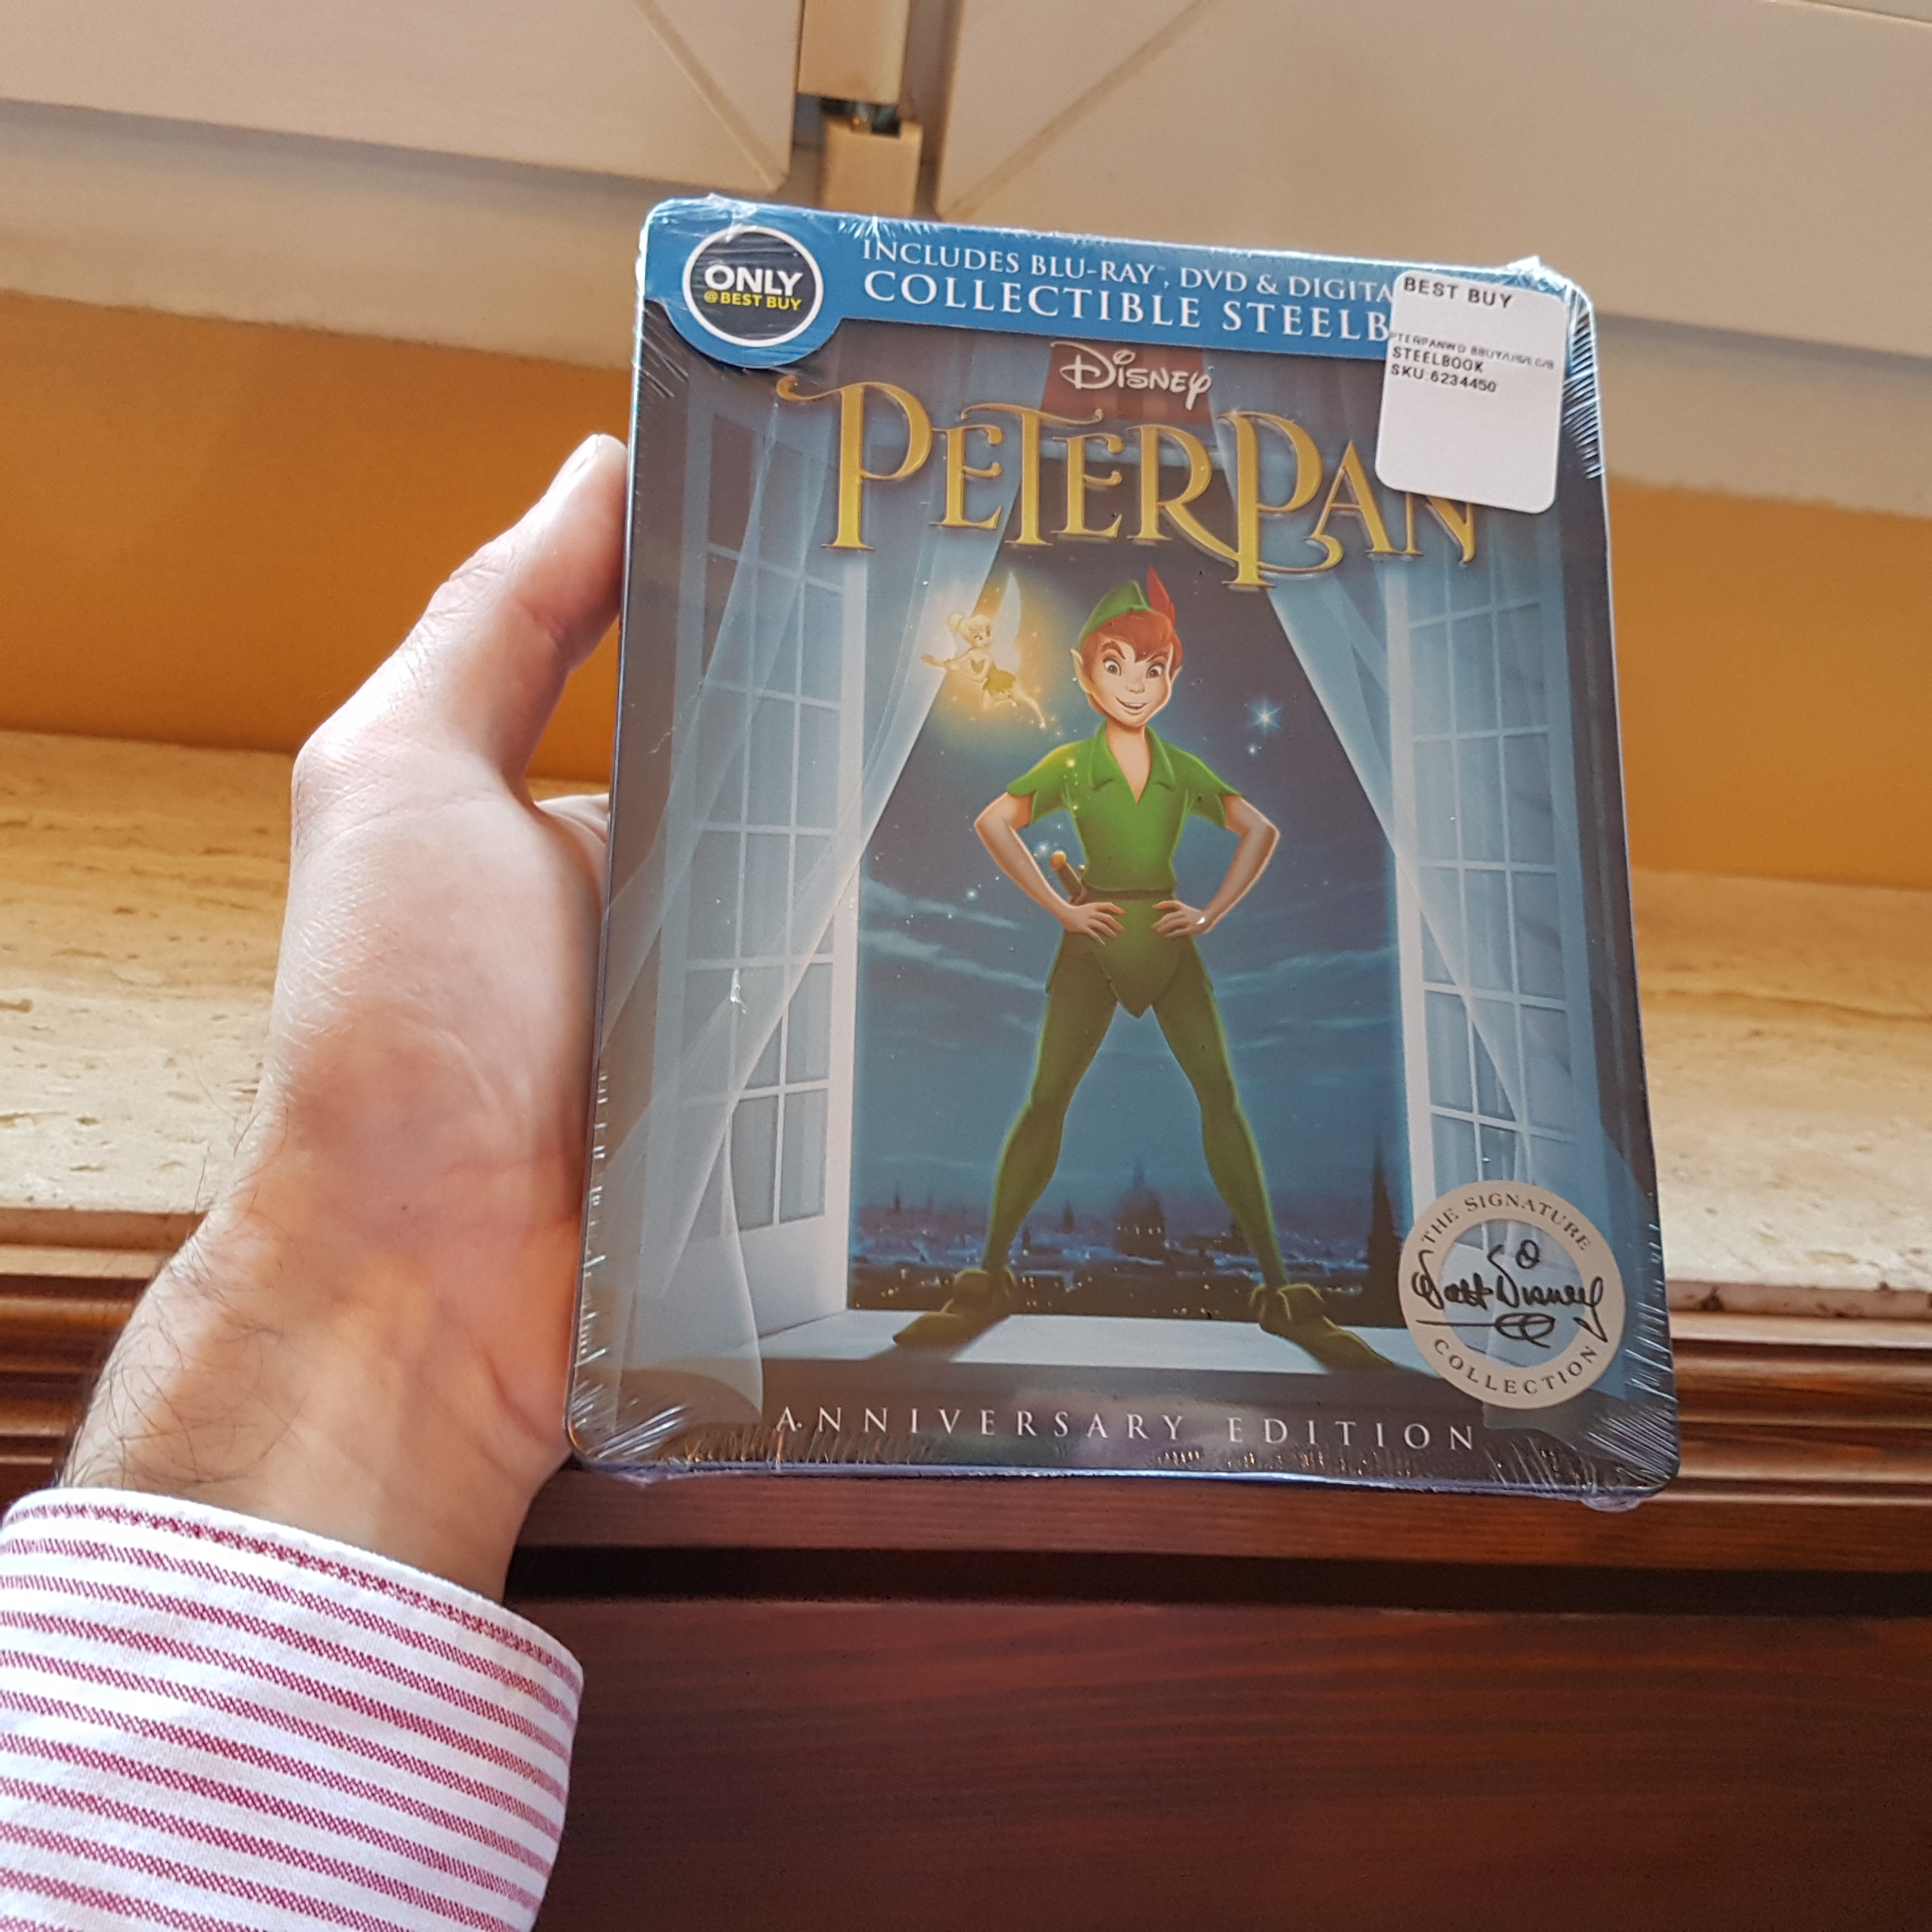 ONLY
@ BEST BUY
INCLUDES BLU-RAY™, DVD & DIGITA
COLLECTIBLE STEELB
BEST BUY
STEELBOOK
SKU:6234450
DISNEY
PETER PAN
THE SIGNATURE
Walt Disney
COLLECTION
ANNIVERSARY EDITION